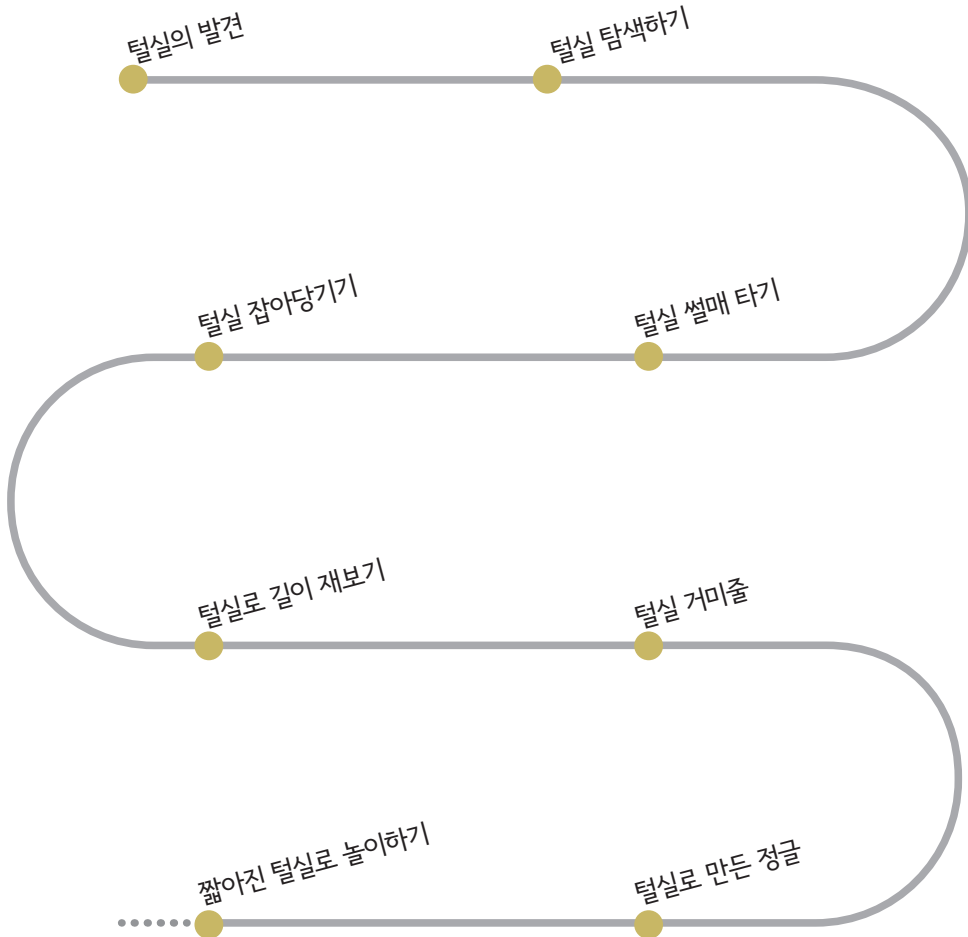 털실의 발견
털실 탐색하기
털실 썰매 타기
털실 잡아당기기
털실로 길이 재보기
털실 거미줄
털실로 만든 정글
짧아진 털실로 놀이하기